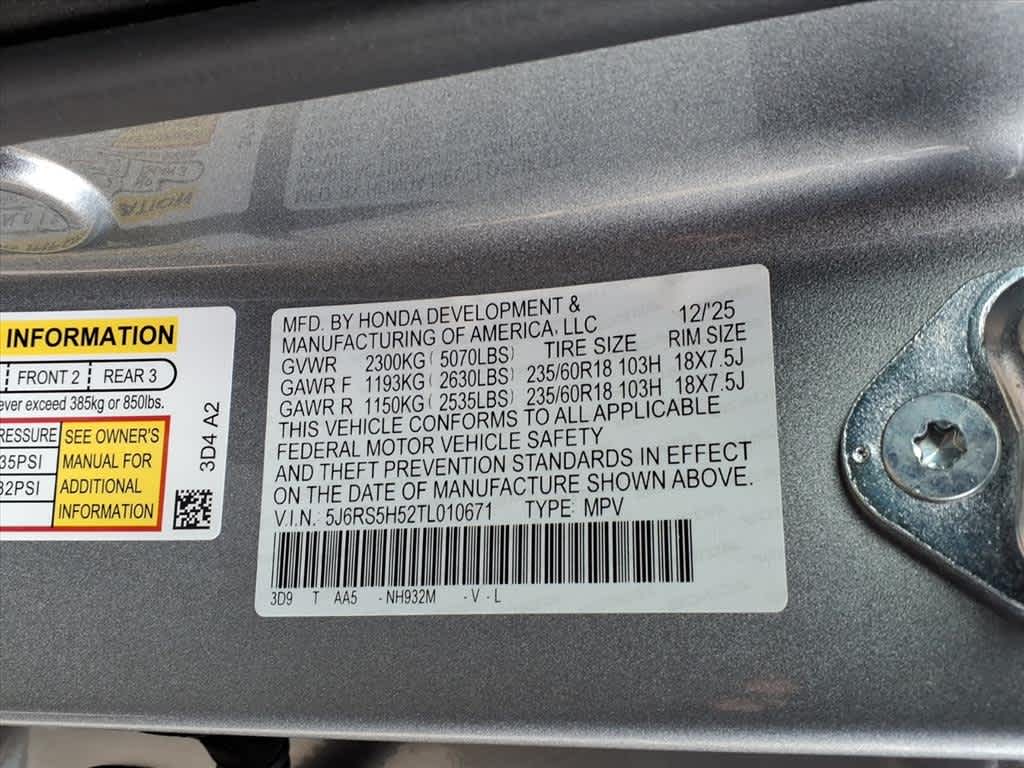 INFORMATION
FRONT 2 REAR 3
ever exceed 385kg or 850lbs.
PRESSURE SEE OWNER'S
35PSI MANUAL FOR
32PSI ADDITIONAL
INFORMATION
3D4 A2
MFD. BY HONDA DEVELOPMENT & 12/'25
MANUFACTURING OF AMERICA, LLC
GVWR 2300KG ( 5070LBS) TIRE SIZE RIM SIZE
GAWR F 1193KG ( 2630LBS) 235/60R18 103H 18X7.5J
GAWR R 1150KG ( 2535LBS) 235/60R18 103H 18X7.5J
THIS VEHICLE CONFORMS TO ALL APPLICABLE
FEDERAL MOTOR VEHICLE SAFETY
AND THEFT PREVENTION STANDARDS IN EFFECT
ON THE DATE OF MANUFACTURE SHOWN ABOVE.
V.I.N. 5J6RS5H52TL010671 TYPE: MPV
3D9 T AA5 -NH932M -V-L